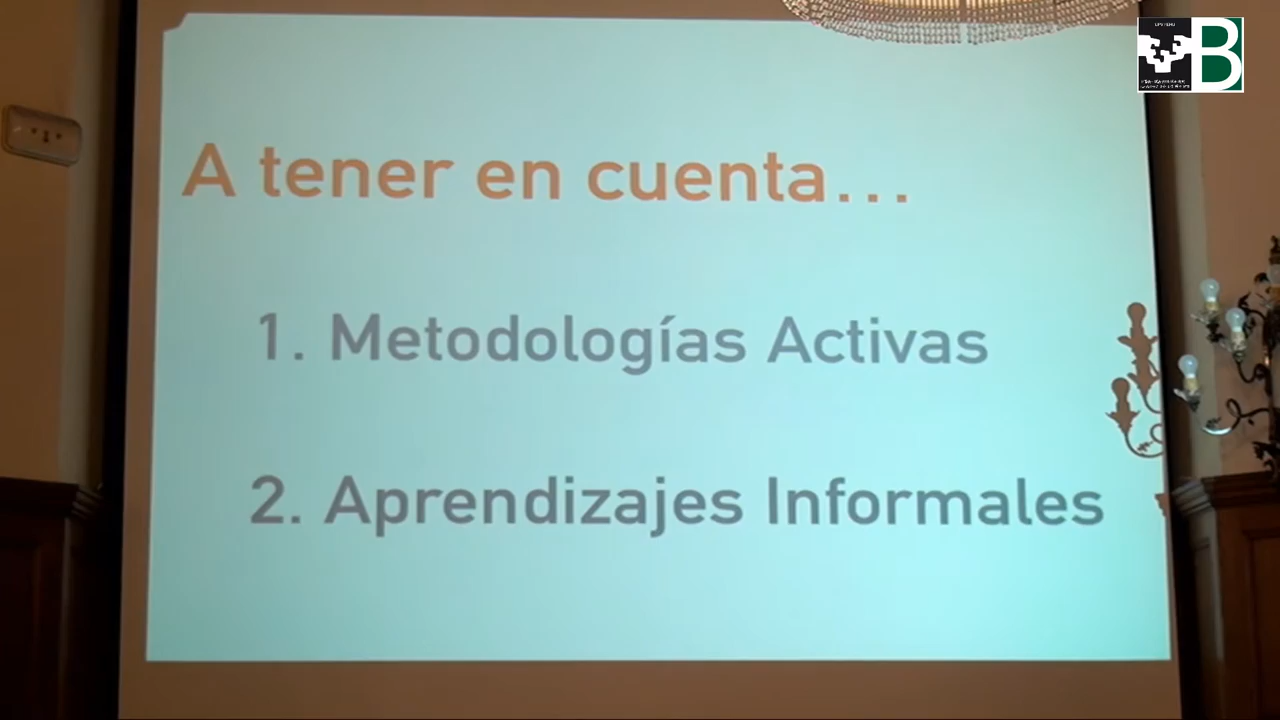 A tener en cuenta...
1. Metodologías Activas
2. Aprendizajes Informales
B